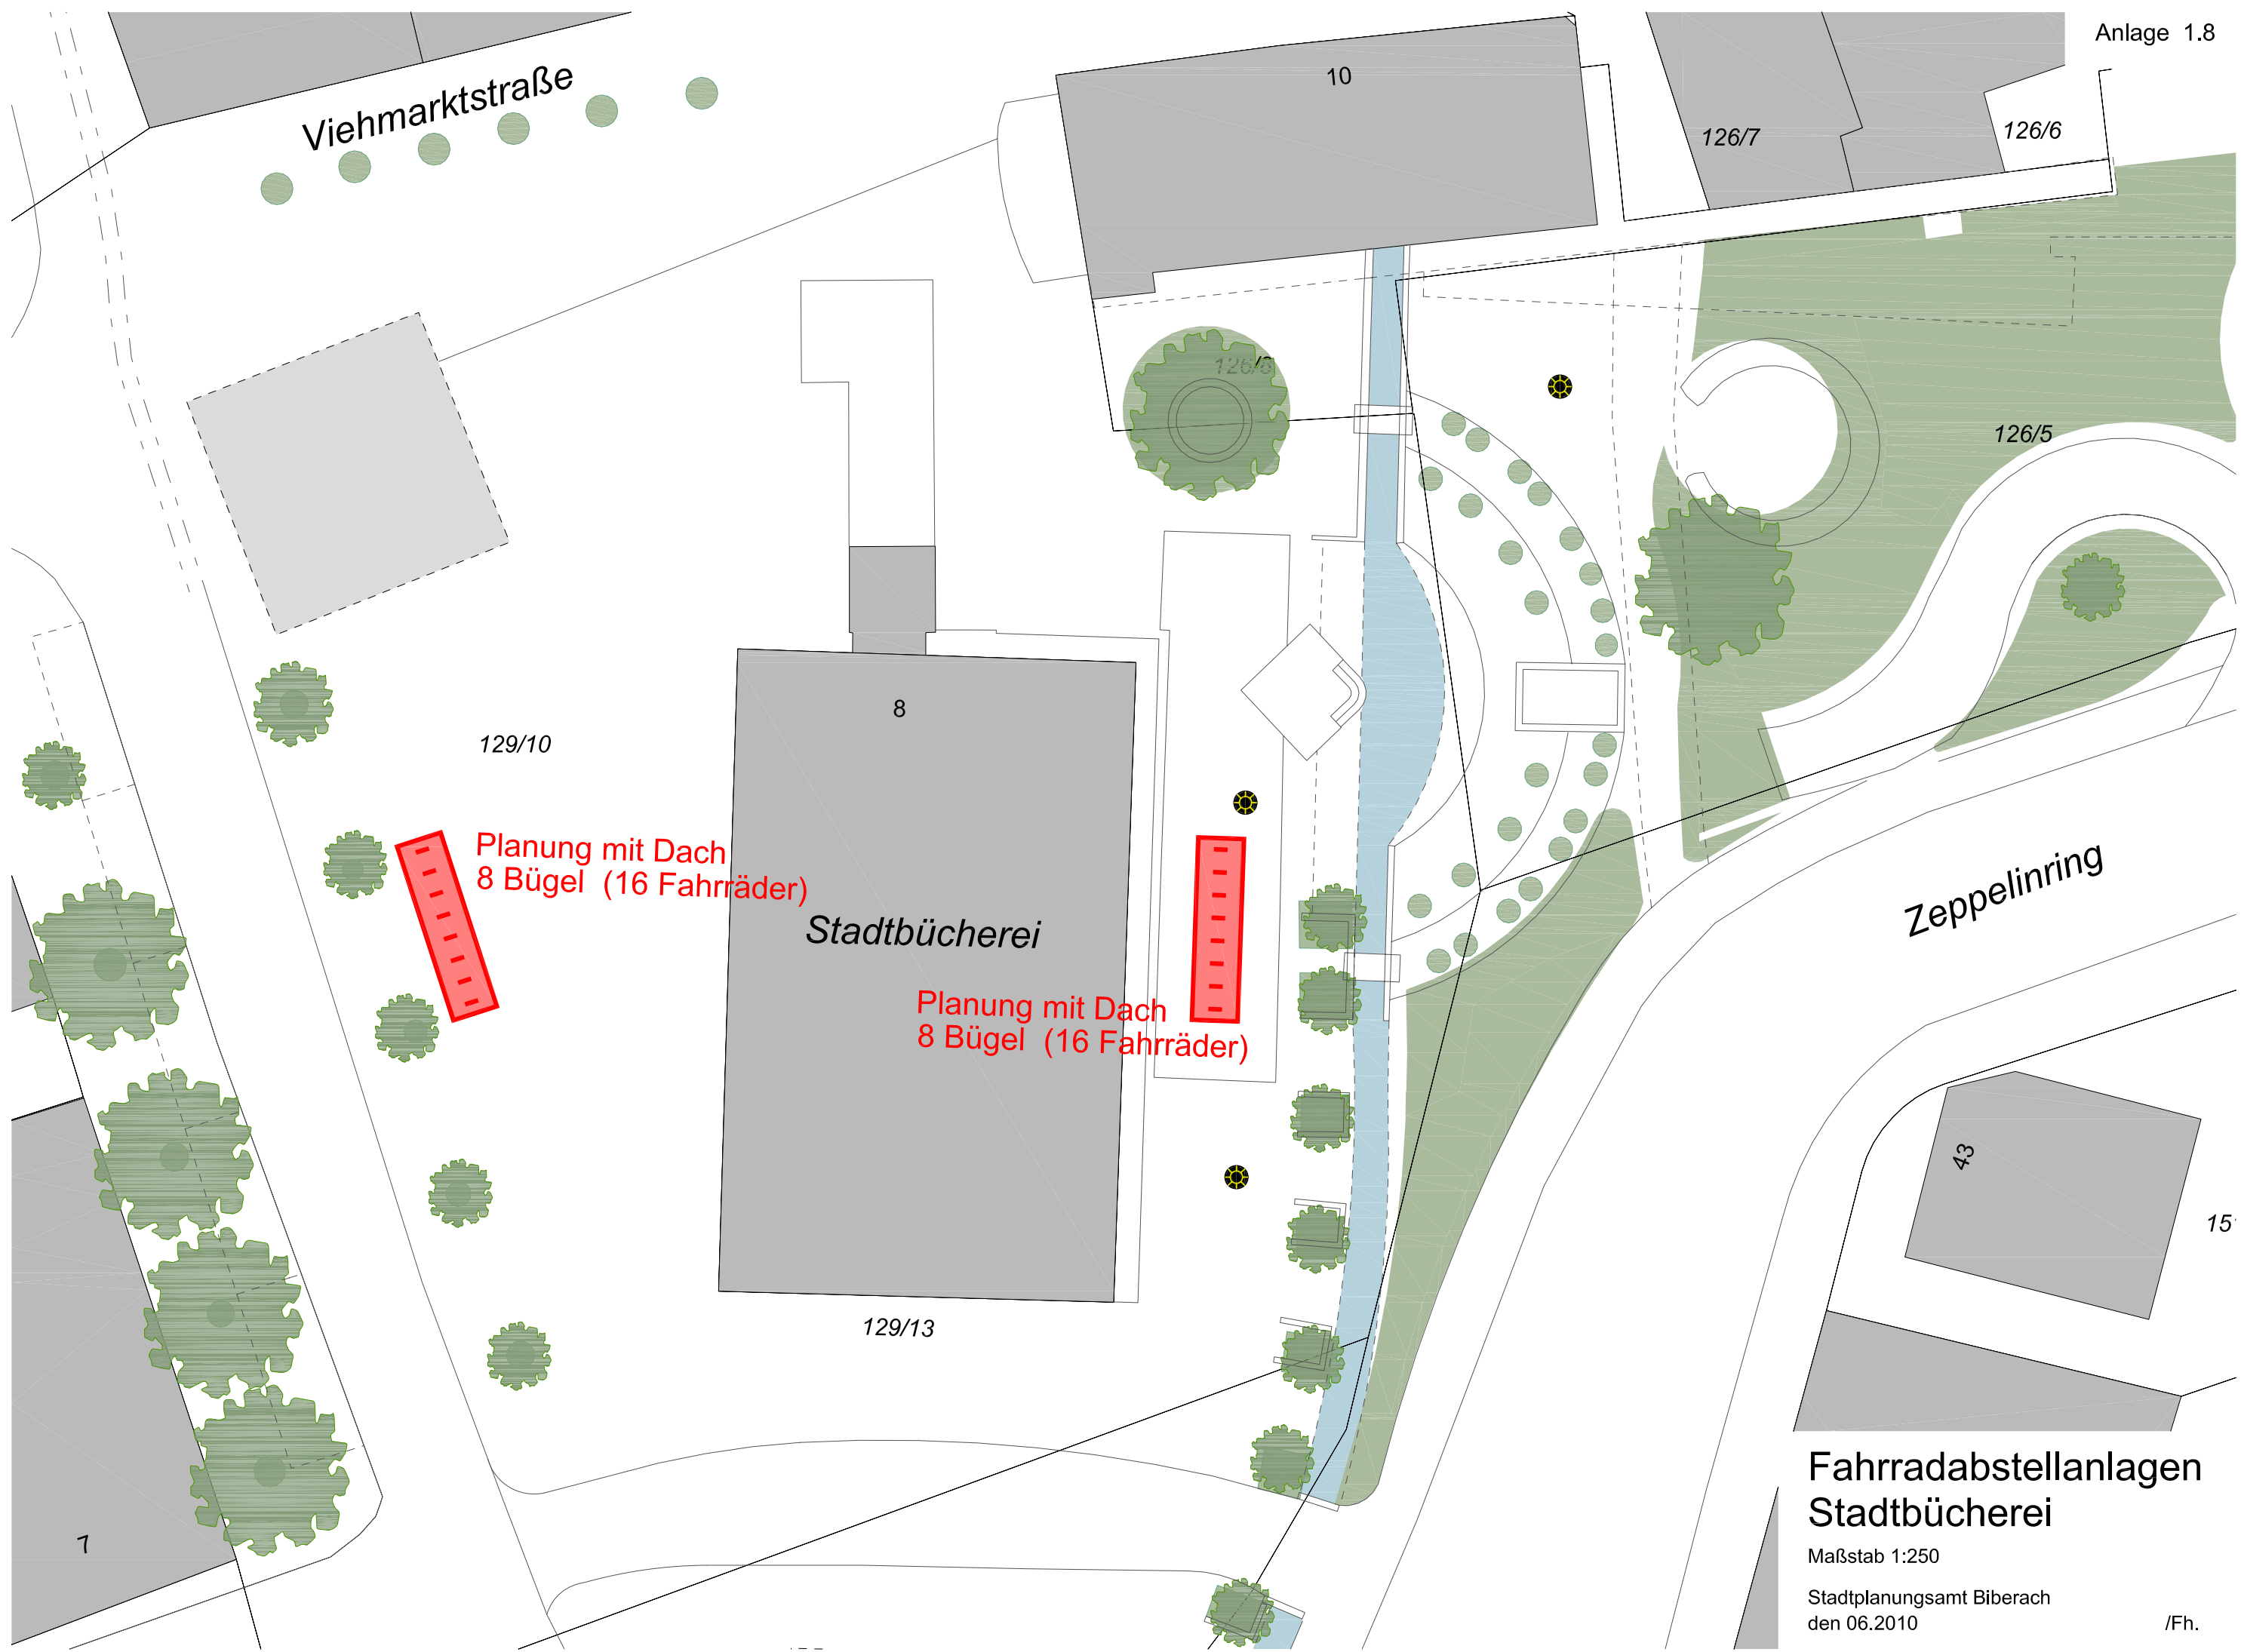 Anlage 1.8
Viehmarktstraße
10
126/7
126/6
126/6
126/5
8
129/10
Planung mit Dach
8 Bügel (16 Fahrräder)
Stadtbücherei
Zeppelinring
Planung mit Dach
8 Bügel (16 Fahrräder)
43
129/13
7
Fahrradabstellanlagen
Stadtbücherei
Maßstab 1:250
Stadtplanungsamt Biberach
den 06.2010 /Fh.